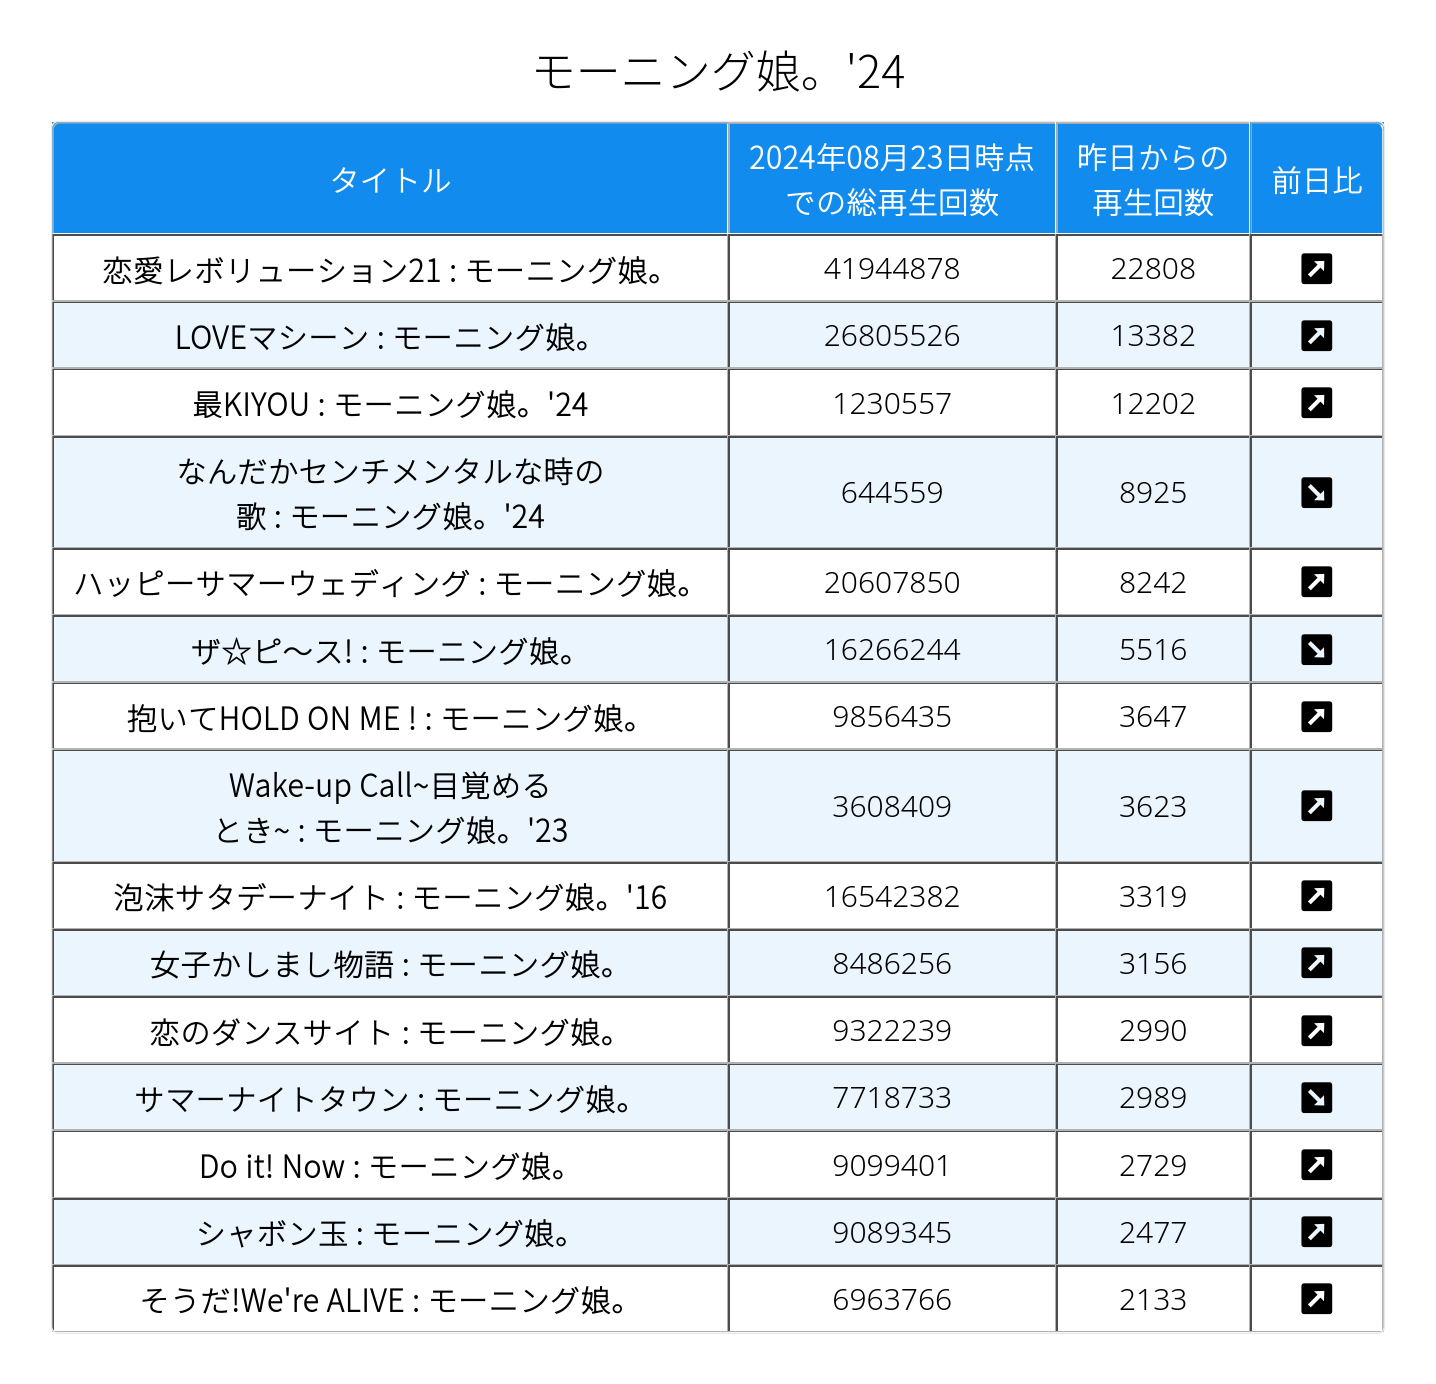 モーニング娘。'24
タイトル
2024年08月23日時点
での総再生回数
昨日からの
再生回数
前日比
恋愛レボリューション21 : モーニング娘。
41944878
22808
LOVEマシーン : モーニング娘。
26805526
13382
最KIYOU : モーニング娘。'24
1230557
12202
なんだかセンチメンタルな時の
歌 : モーニング娘。'24
644559
8925
ハッピーサマーウェディング : モーニング娘。
20607850
8242
ザ☆ピ〜ス! : モーニング娘。
16266244
5516
抱いてHOLD ON ME ! : モーニング娘。
9856435
3647
Wake-up Call~目覚める
とき~ : モーニング娘。'23
3608409
3623
泡沫サタデーナイト : モーニング娘。'16
16542382
3319
女子かしまし物語 : モーニング娘。
8486256
3156
恋のダンスサイト : モーニング娘。
9322239
2990
サマーナイトタウン : モーニング娘。
7718733
2989
Do it! Now : モーニング娘。
9099401
2729
シャボン玉 : モーニング娘。
9089345
2477
そうだ!We're ALIVE : モーニング娘。
6963766
2133